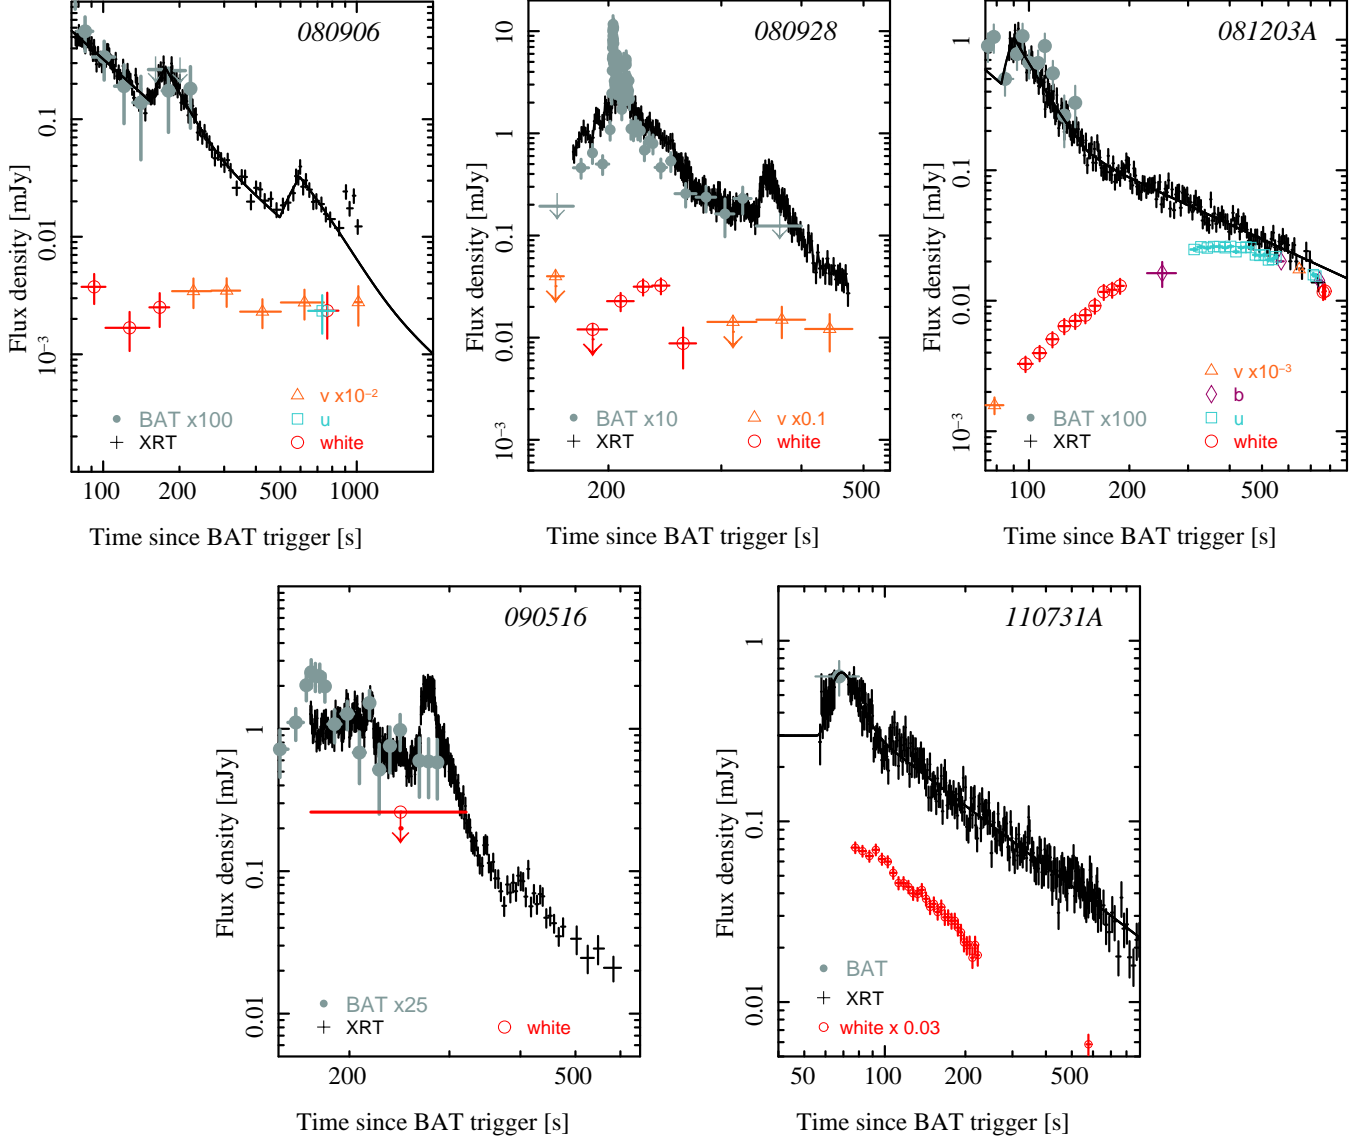 080906
Flux density [mJy]
0.1
0.01
10⁻³
v x10⁻²
BAT x100
u
XRT
white
100 200 500 1000
Time since BAT trigger [s]
080928
Flux density [mJy]
10
1
0.1
0.01
10⁻³
BAT x10
v x0.1
XRT
white
200 500
Time since BAT trigger [s]
081203A
Flux density [mJy]
1
0.1
0.01
10⁻³
v x10⁻³
b
BAT x100
u
XRT
white
100 200 500
Time since BAT trigger [s]
090516
Flux density [mJy]
1
0.1
0.01
BAT x25
XRT
white
200 500
Time since BAT trigger [s]
110731A
Flux density [mJy]
1
0.1
0.01
BAT
XRT
white x 0.03
50 100 200 500
Time since BAT trigger [s]